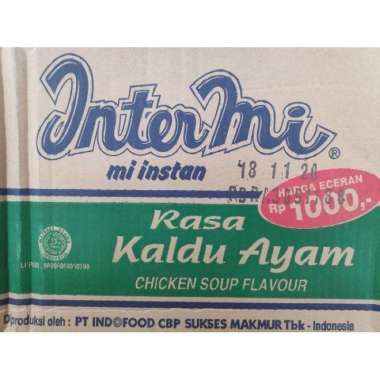 InterMi®
mi instan
18 11 20
HARGA ECERAN
Rp 1000,-
Rasa
Kaldu Ayam
CHICKEN SOUP FLAVOUR
Diproduksi oleh : PT INDOFOOD CBP SUKSES MAKMUR Tbk - Indonesia